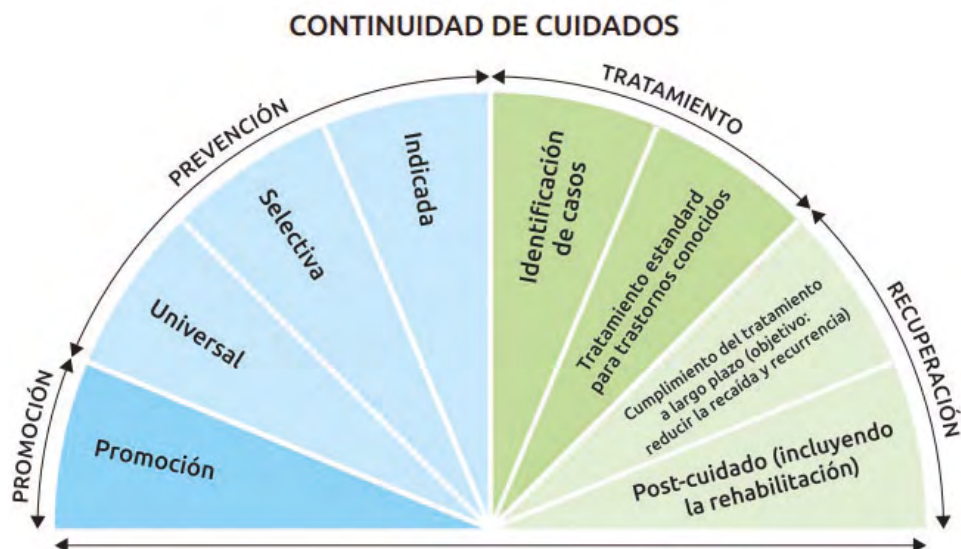 CONTINUIDAD DE CUIDADOS
PROMOCIÓN
PREVENCIÓN
TRATAMIENTO
RECUPERACIÓN
Promoción
Universal
Selectiva
Indicada
Identificación
de casos
Tratamiento estandard
para trastornos conocidos
Cumplimiento del tratamiento
a largo plazo (objetivo:
reducir la recaída y recurrencia)
Post-cuidado (incluyendo
la rehabilitación)